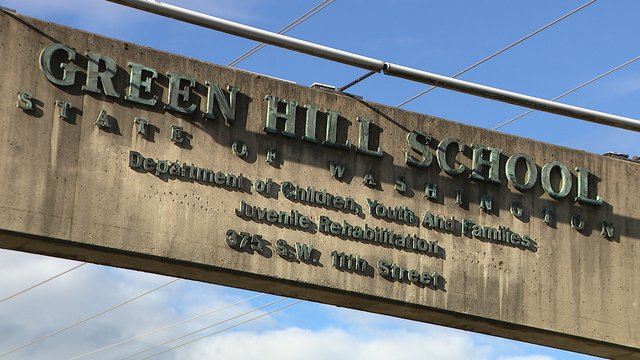 GREEN HILL SCHOOL
STATE OF WASHINGTON
Department of Children, Youth And Families
Juvenile Rehabilitation
375 S.W. 11th Street